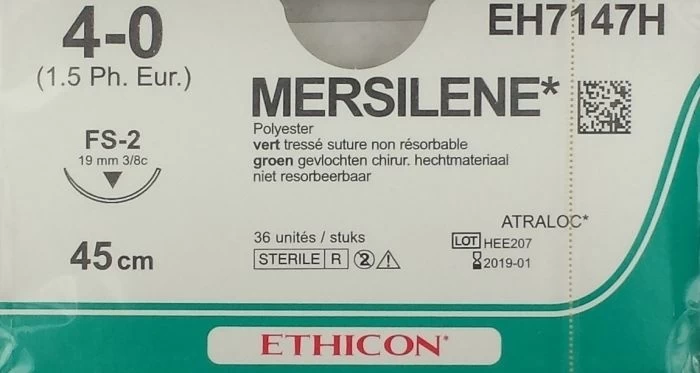 4-0
(1.5 Ph. Eur.)
FS-2
19 mm 3/8c
45 cm
EH7147H
MERSILENE*
Polyester
vert tressé suture non résorbable
groen gevlochten chirur. hechtmateriaal
niet resorbeerbaar
36 unités / stuks
STERILE R 2
ATRALOC*
LOT HEE207
2019-01
ETHICON*